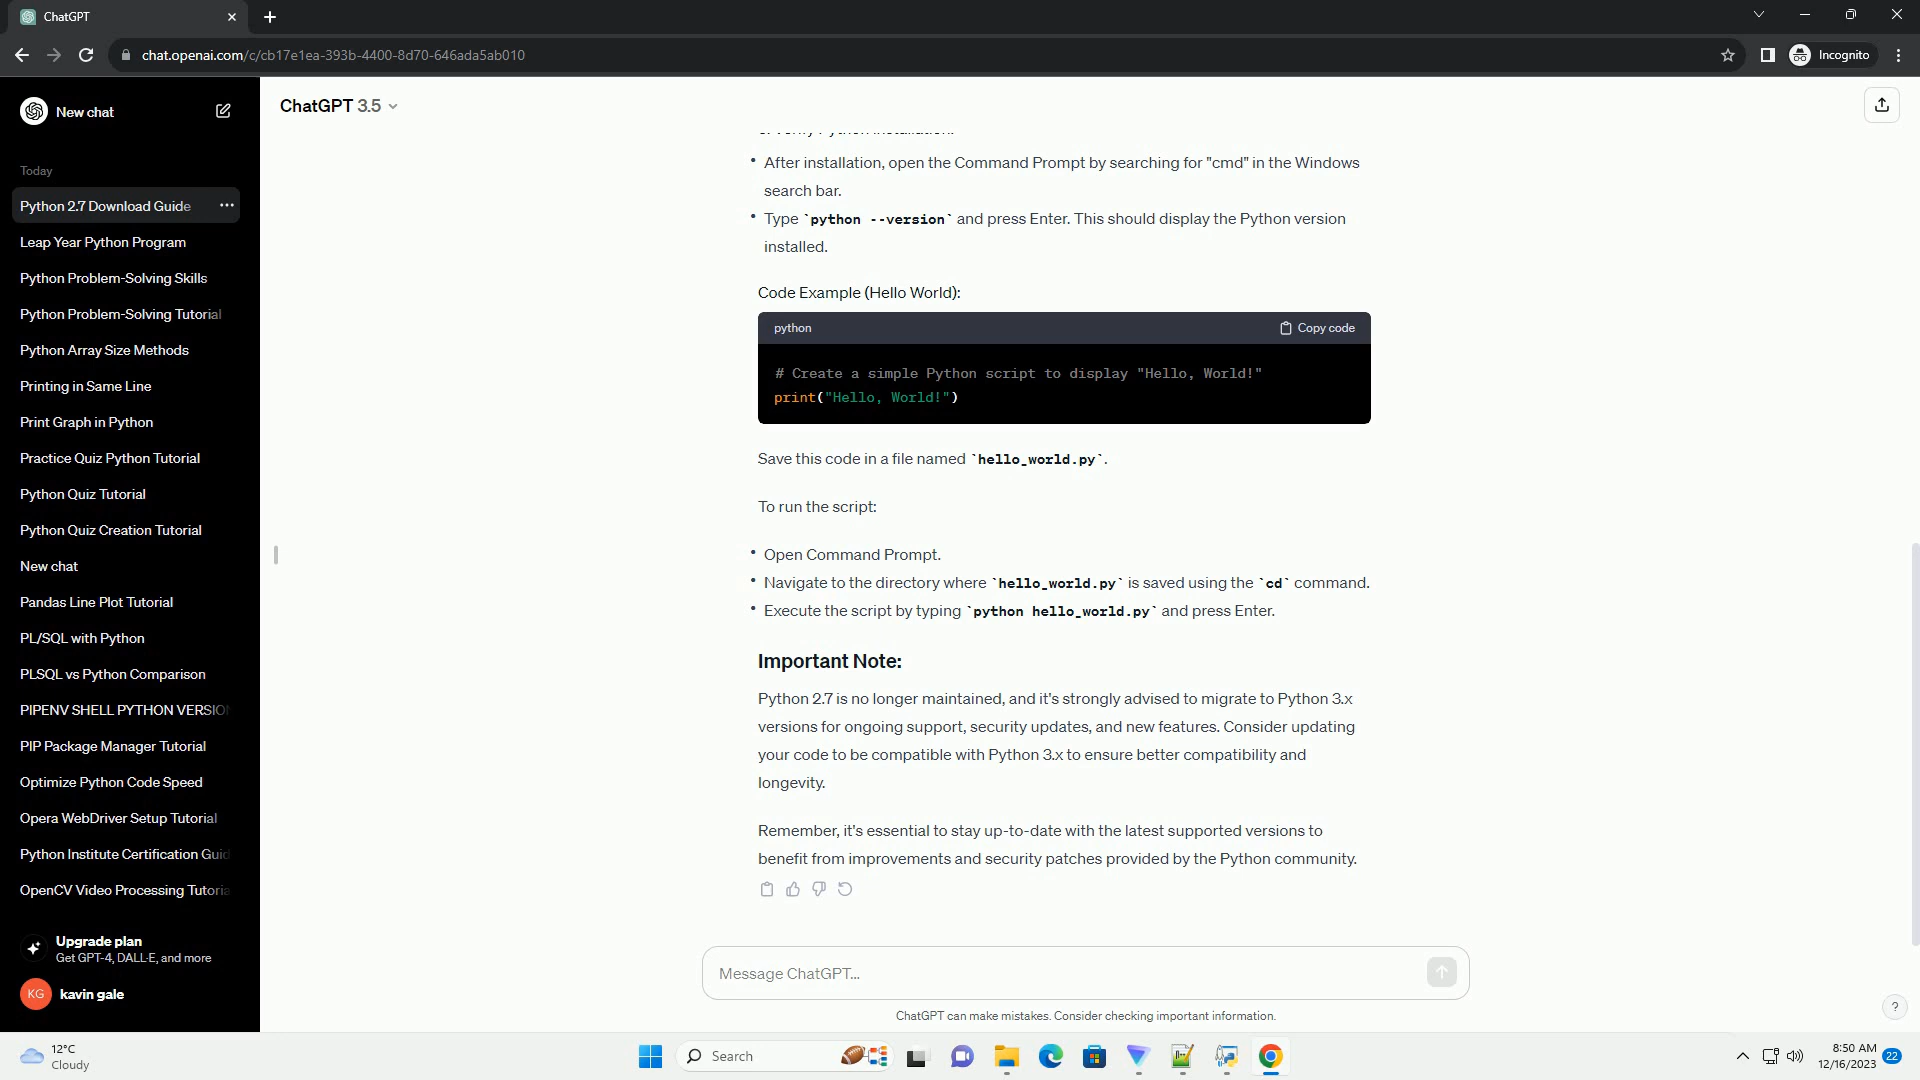 ChatGPT
chat.openai.com/c/cb17e1ea-393b-4400-8d70-646ada5ab010
Incognito
New chat
Today
Python 2.7 Download Guide
Leap Year Python Program
Python Problem-Solving Skills
Python Problem-Solving Tutorial
Python Array Size Methods
Printing in Same Line
Print Graph in Python
Practice Quiz Python Tutorial
Python Quiz Tutorial
Python Quiz Creation Tutorial
New chat
Pandas Line Plot Tutorial
PL/SQL with Python
PLSQL vs Python Comparison
PIPENV SHELL PYTHON VERSION
PIP Package Manager Tutorial
Optimize Python Code Speed
Opera WebDriver Setup Tutorial
Python Institute Certification Guid
OpenCV Video Processing Tutoria
Upgrade plan
Get GPT-4, DALL·E, and more
KG
kavin gale
ChatGPT 3.5
• After installation, open the Command Prompt by searching for "cmd" in the Windows
search bar.
• Type `python --version` and press Enter. This should display the Python version
installed.
Code Example (Hello World):
python
Copy code
# Create a simple Python script to display "Hello, World!"
print("Hello, World!")
Save this code in a file named `hello_world.py`.
To run the script:
• Open Command Prompt.
• Navigate to the directory where `hello_world.py` is saved using the `cd` command.
• Execute the script by typing `python hello_world.py` and press Enter.
Important Note:
Python 2.7 is no longer maintained, and it's strongly advised to migrate to Python 3.x
versions for ongoing support, security updates, and new features. Consider updating
your code to be compatible with Python 3.x to ensure better compatibility and
longevity.
Remember, it's essential to stay up-to-date with the latest supported versions to
benefit from improvements and security patches provided by the Python community.
Message ChatGPT...
ChatGPT can make mistakes. Consider checking important information.
?
12°C
Cloudy
Search
8:50 AM
12/16/2023
22